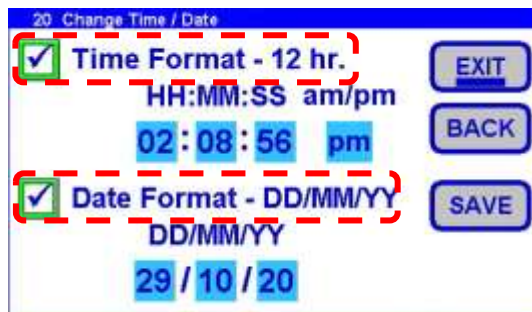 20 Change Time / Date
Time Format - 12 hr.
EXIT
HH:MM:SS am/pm
02 : 08 : 56 pm
BACK
Date Format - DD/MM/YY
SAVE
DD/MM/YY
29 / 10 / 20